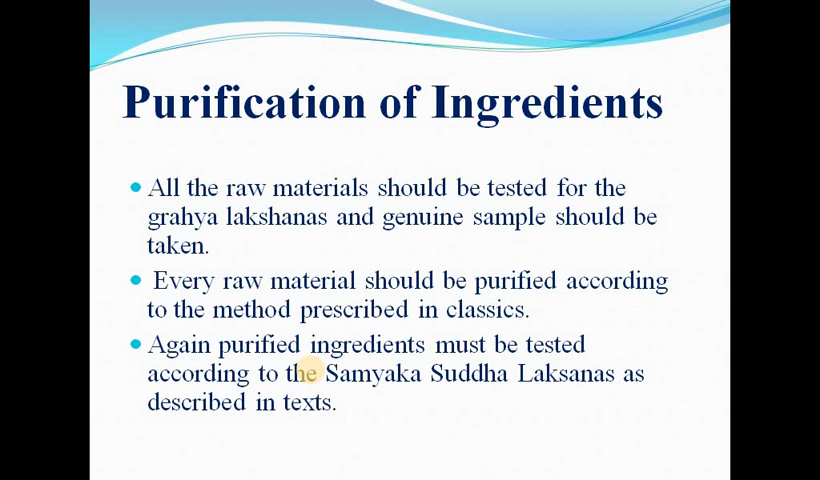 Purification of Ingredients
• All the raw materials should be tested for the
grahya lakshanas and genuine sample should be
taken.
• Every raw material should be purified according
to the method prescribed in classics.
• Again purified ingredients must be tested
according to the Samyaka Suddha Laksanas as
described in texts.